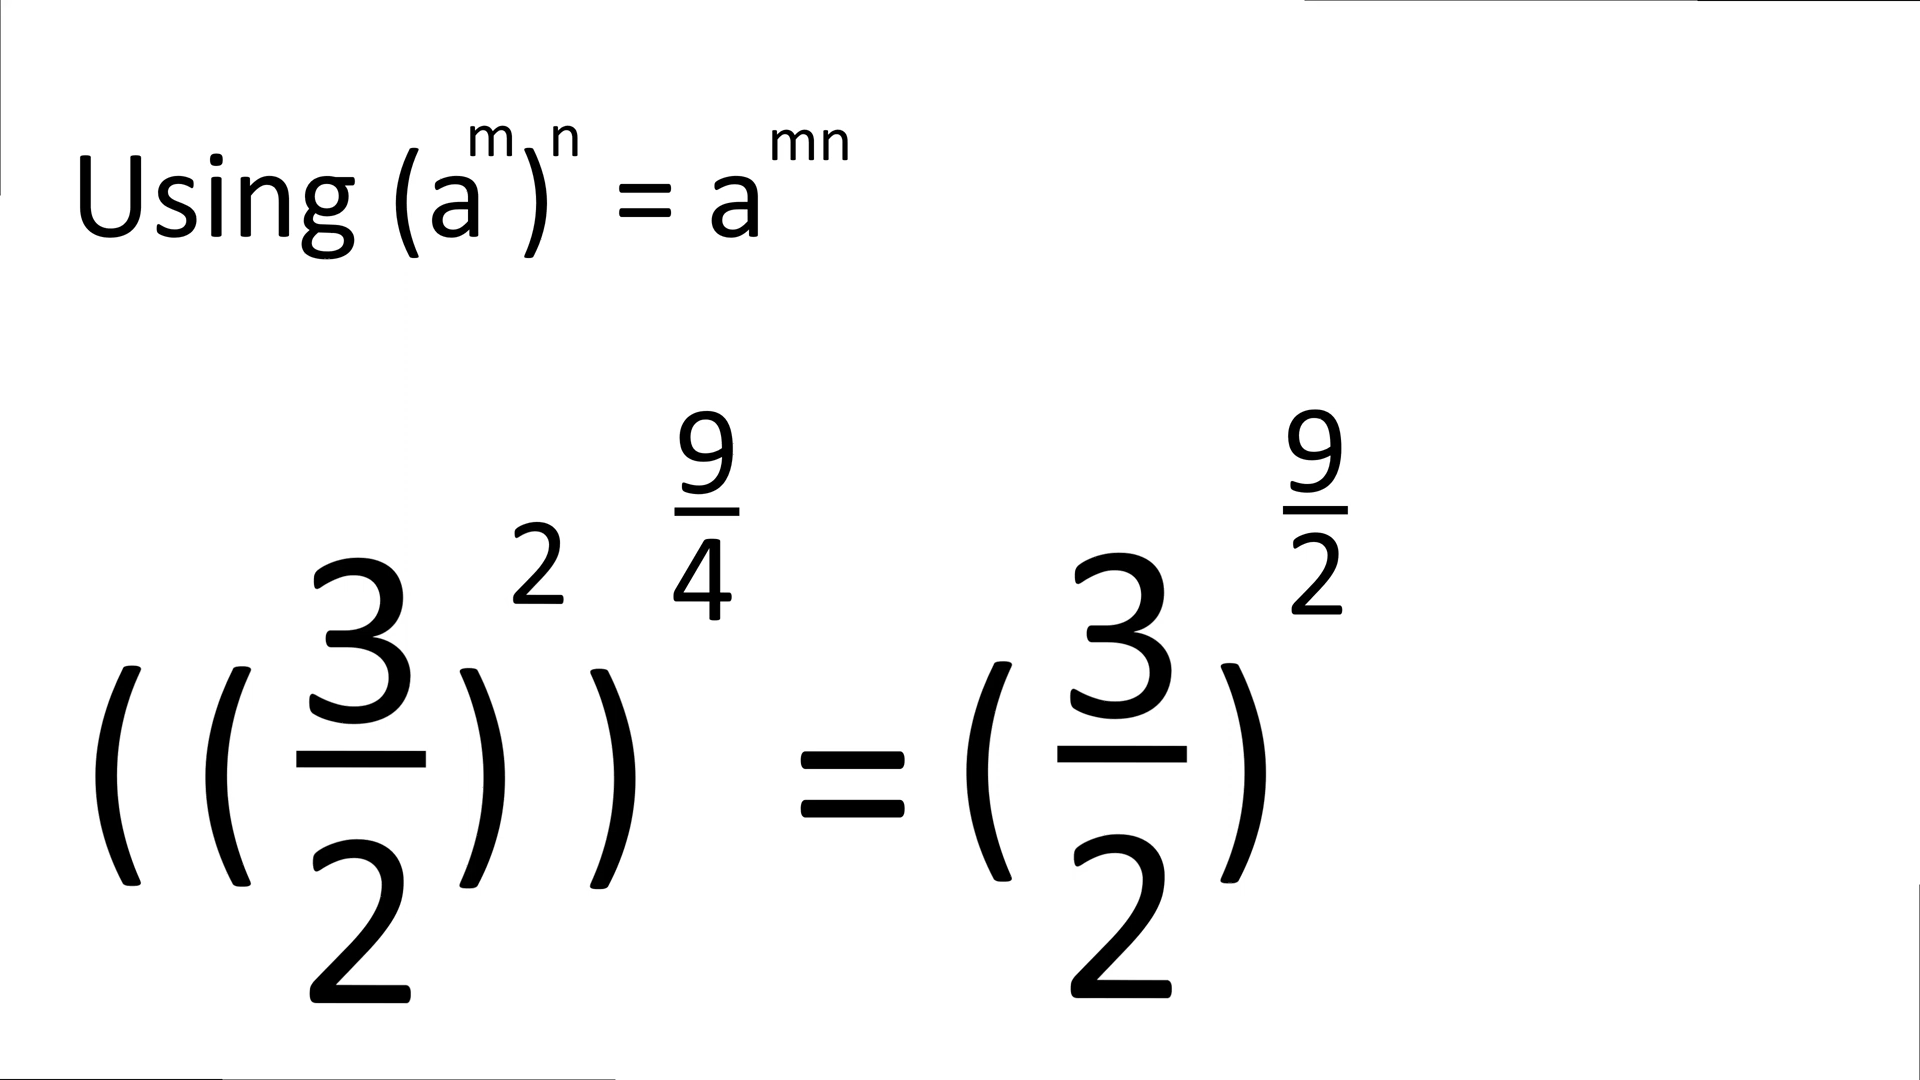 Using (a^m)^n = a^mn
((3/2)^2)^9/4 = (3/2)^9/2